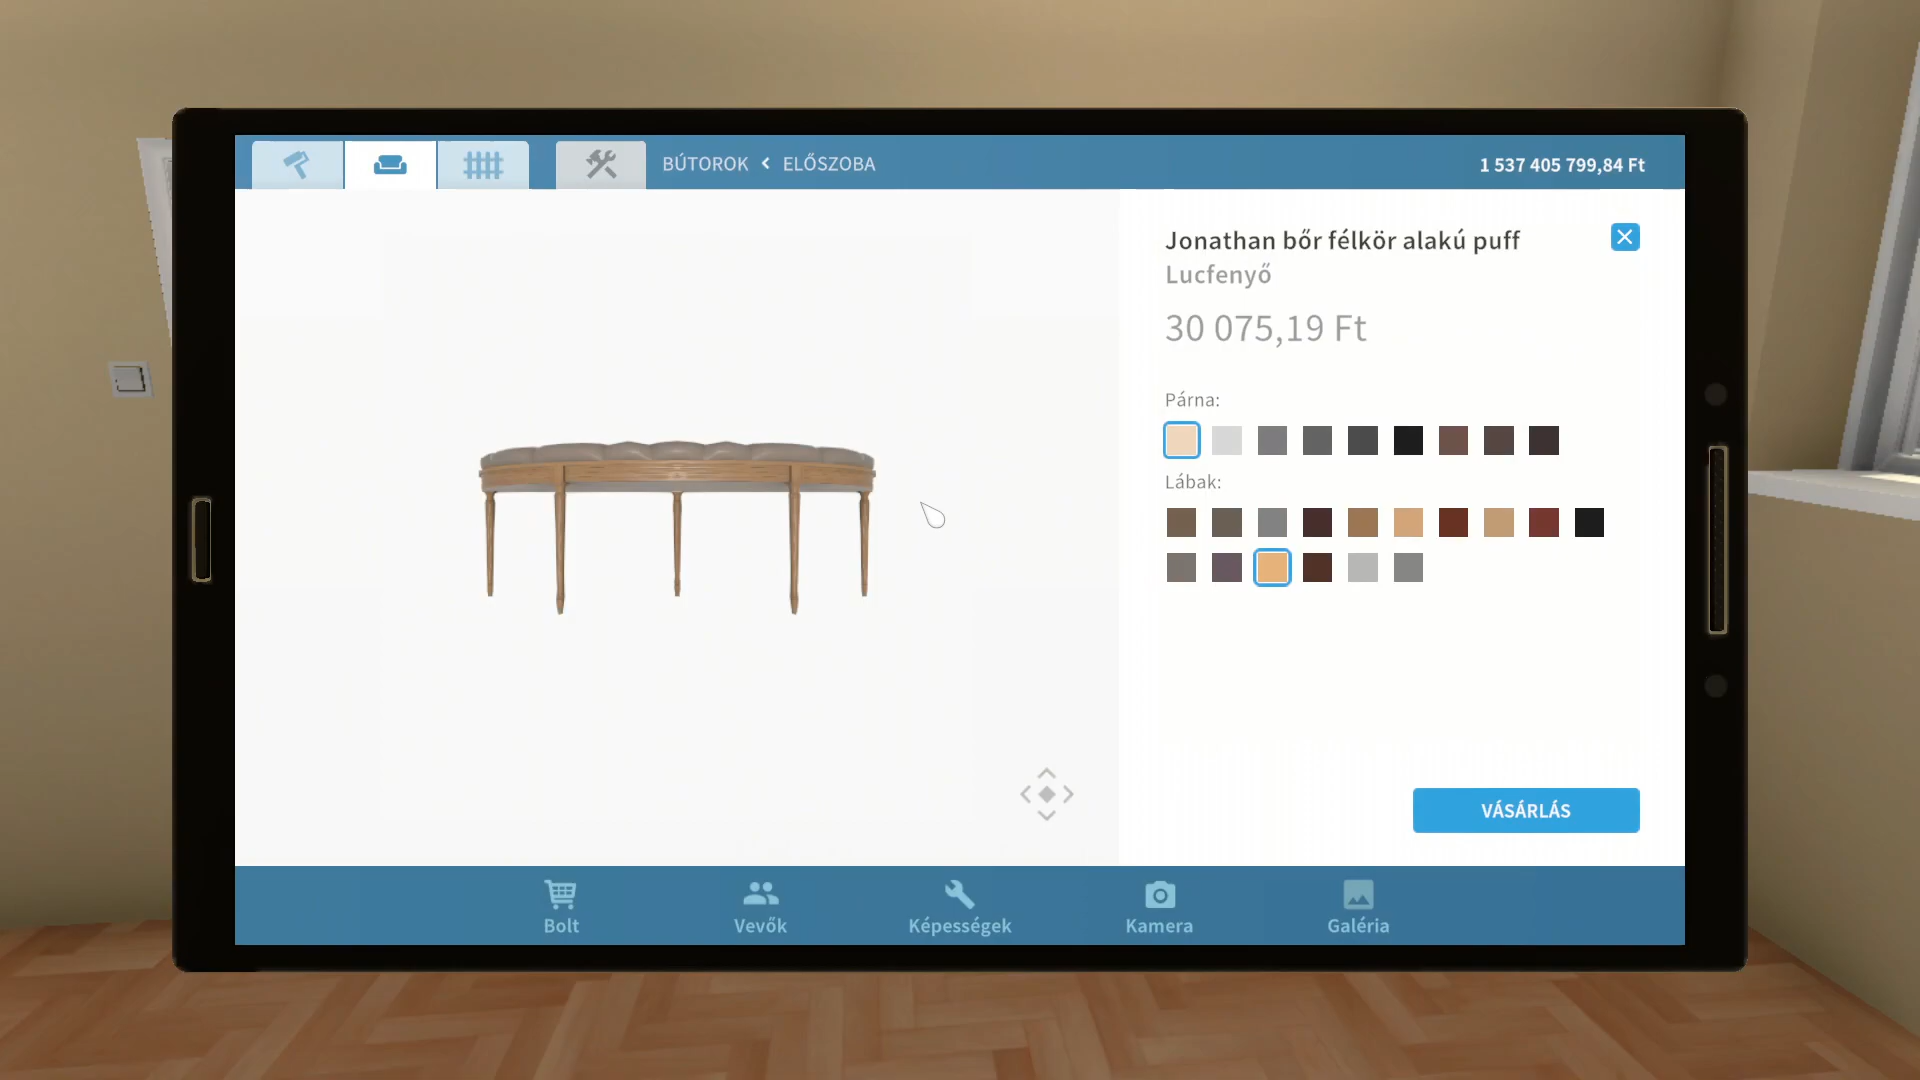 BÚTOROK < ELŐSZOBA
1 537 405 799,84 Ft
Jonathan bőr félkör alakú puff
Lucfenyő
30 075,19 Ft
Párna:
Lábak:
VÁSÁRLÁS
Bolt
Vevők
Képességek
Kamera
Galéria